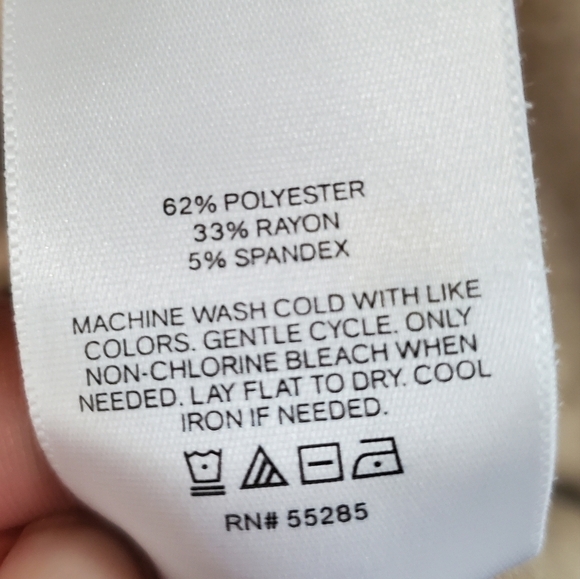 62% POLYESTER
33% RAYON
5% SPANDEX
MACHINE WASH COLD WITH LIKE
COLORS. GENTLE CYCLE. ONLY
NON-CHLORINE BLEACH WHEN
NEEDED. LAY FLAT TO DRY. COOL
IRON IF NEEDED.
RN# 55285